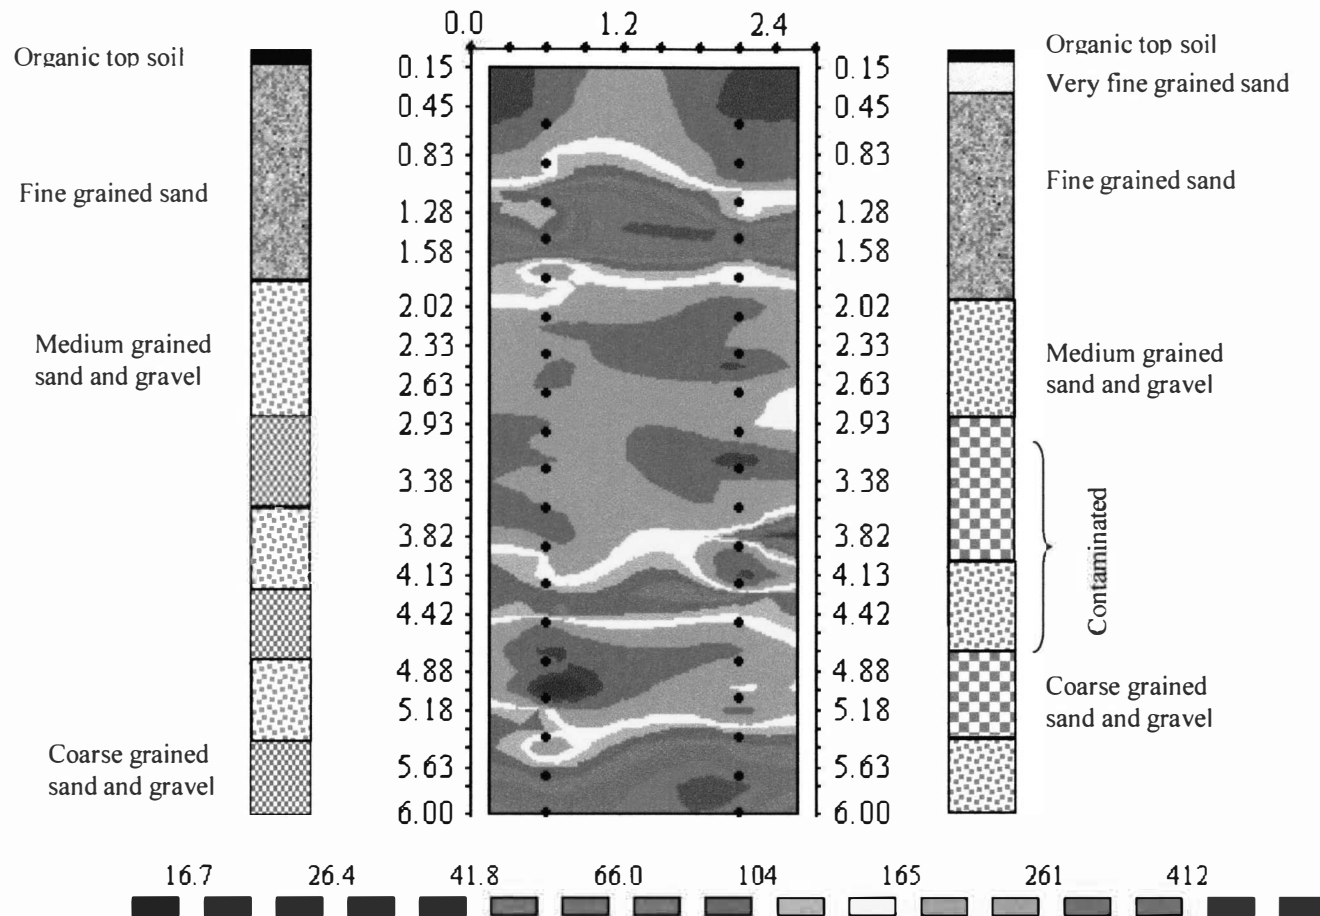 0.0 1.2 2.4
Organic top soil
Fine grained sand
Medium grained
sand and gravel
Coarse grained
sand and gravel
0.15
0.45
0.83
1.28
1.58
2.02
2.33
2.63
2.93
3.38
3.82
4.13
4.42
4.88
5.18
5.63
6.00
0.15
0.45
0.83
1.28
1.58
2.02
2.33
2.63
2.93
3.38
3.82
4.13
4.42
4.88
5.18
5.63
6.00
Organic top soil
Very fine grained sand
Fine grained sand
Medium grained
sand and gravel
Contaminated
Coarse grained
sand and gravel
16.7 26.4 41.8 66.0 104 165 261 412